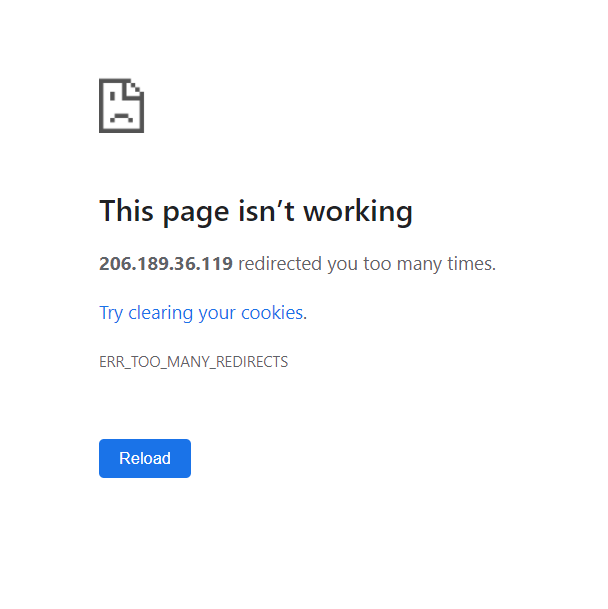 This page isn’t working
206.189.36.119 redirected you too many times.
Try clearing your cookies.
ERR_TOO_MANY_REDIRECTS
Reload